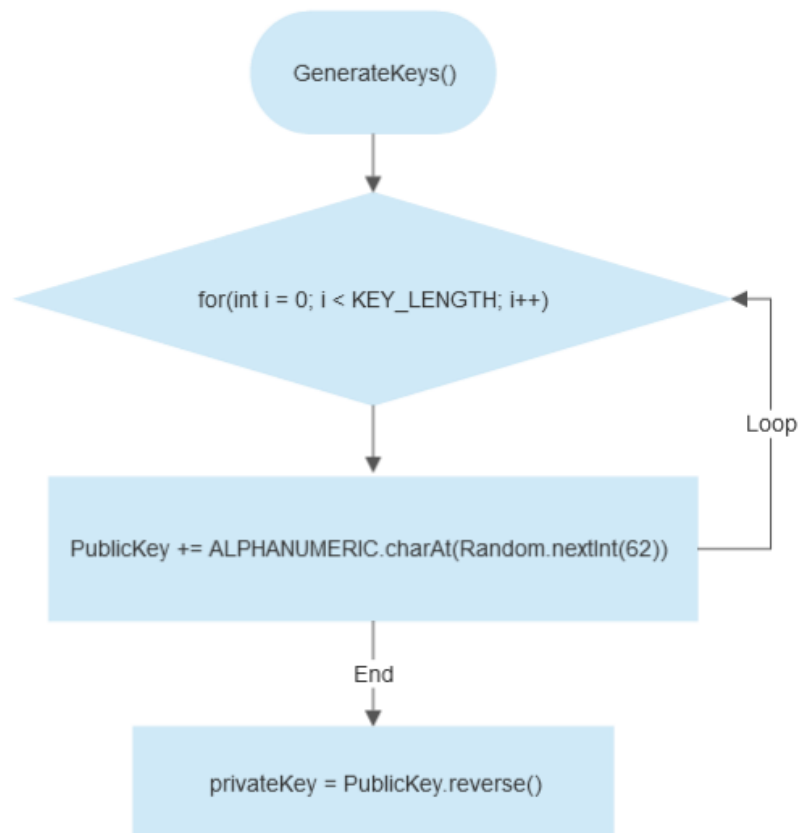 GenerateKeys()
for(int i = 0; i < KEY_LENGTH; i++)
Loop
PublicKey += ALPHANUMERIC.charAt(Random.nextInt(62))
End
privateKey = PublicKey.reverse()